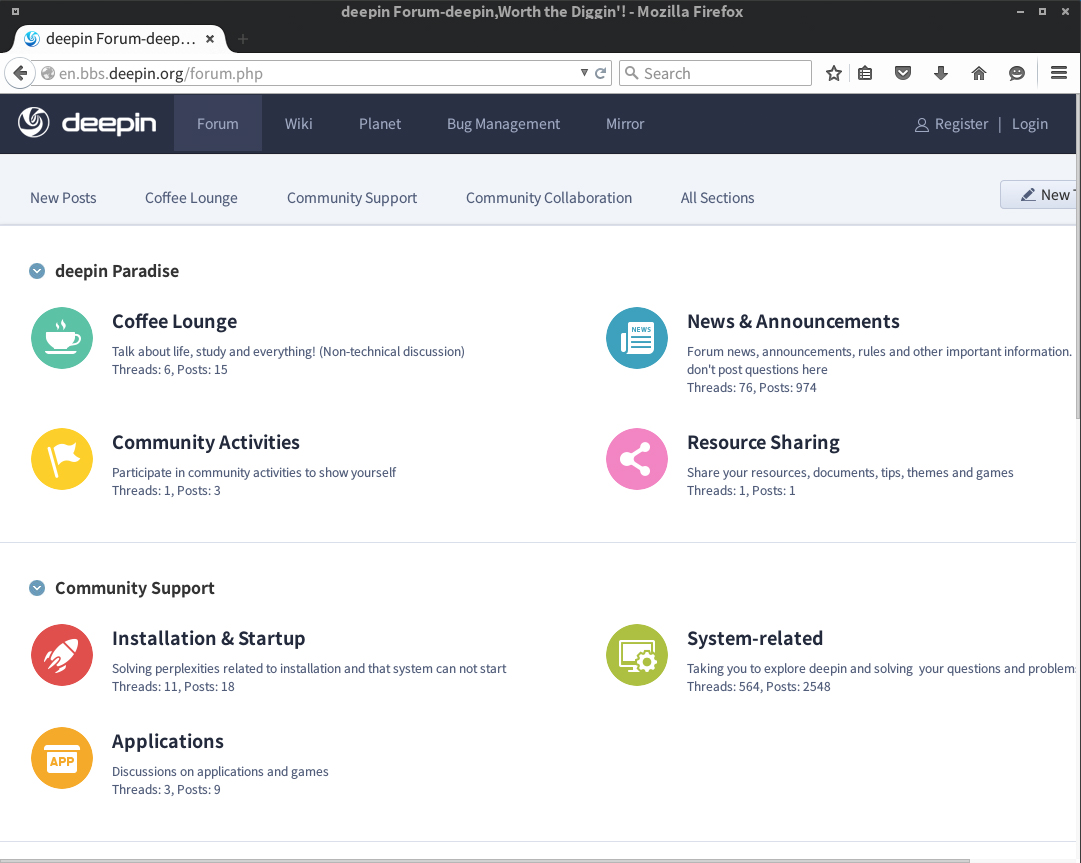 deepin Forum-deepin,Worth the Diggin'! - Mozilla Firefox
deepin Forum-deep...
en.bbs.deepin.org/forum.php
Search
deepin
Forum
Wiki
Planet
Bug Management
Mirror
Register | Login
New Posts
Coffee Lounge
Community Support
Community Collaboration
All Sections
New T
deepin Paradise
Coffee Lounge
Talk about life, study and everything! (Non-technical discussion)
Threads: 6, Posts: 15
NEWS
News & Announcements
Forum news, announcements, rules and other important information.
don't post questions here
Threads: 76, Posts: 974
Community Activities
Participate in community activities to show yourself
Threads: 1, Posts: 3
Resource Sharing
Share your resources, documents, tips, themes and games
Threads: 1, Posts: 1
Community Support
Installation & Startup
Solving perplexities related to installation and that system can not start
Threads: 11, Posts: 18
System-related
Taking you to explore deepin and solving  your questions and problem
Threads: 564, Posts: 2548
APP
Applications
Discussions on applications and games
Threads: 3, Posts: 9